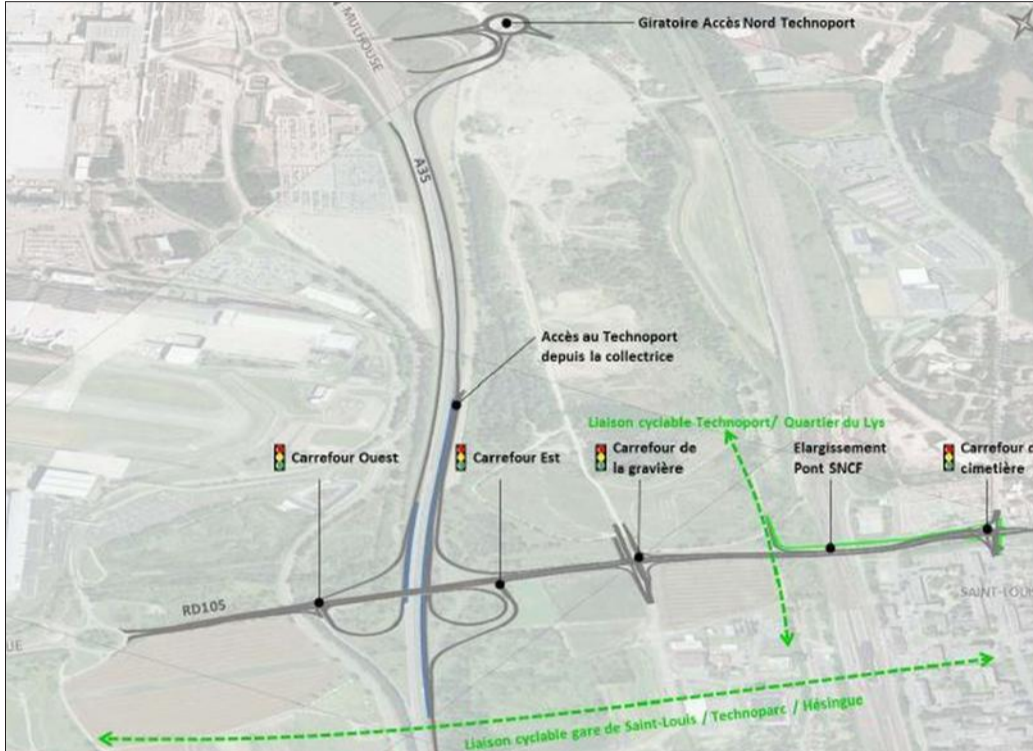 Giratoire Accès Nord Technoport
MULHOUSE
A35
Accès au Technoport
depuis la collectrice
Liaison cyclable Technoport/ Quartier du Lys
Carrefour Ouest
Carrefour Est
Carrefour de
la gravière
Elargissement
Pont SNCF
Carrefour d
cimetière
RD105
SAINT-LOUIS
UE
Liaison cyclable gare de Saint-Louis / Technoparc / Hésingue